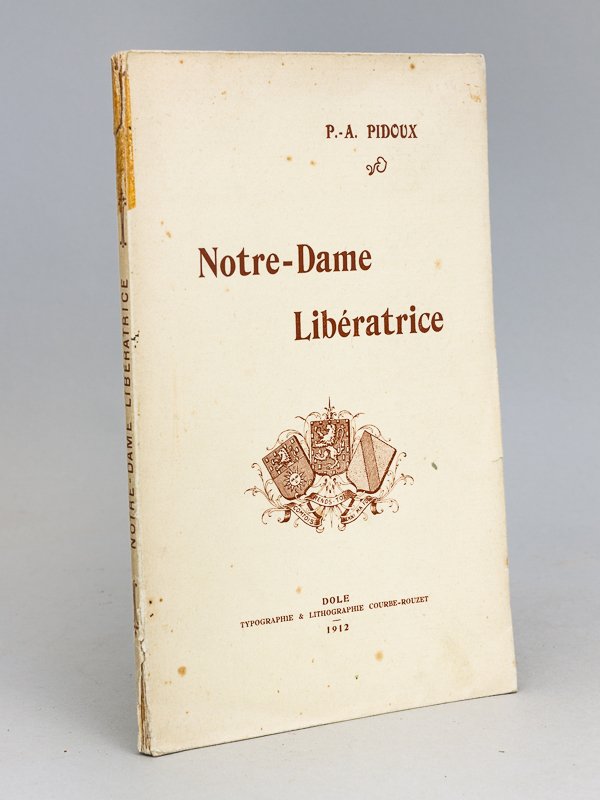 P.-A. PIDOUX
Notre-Dame
Libératrice
DOLE
TYPOGRAPHIE & LITHOGRAPHIE COURBE-ROUZET
1912
NOTRE-DAME LIBÉRATRICE